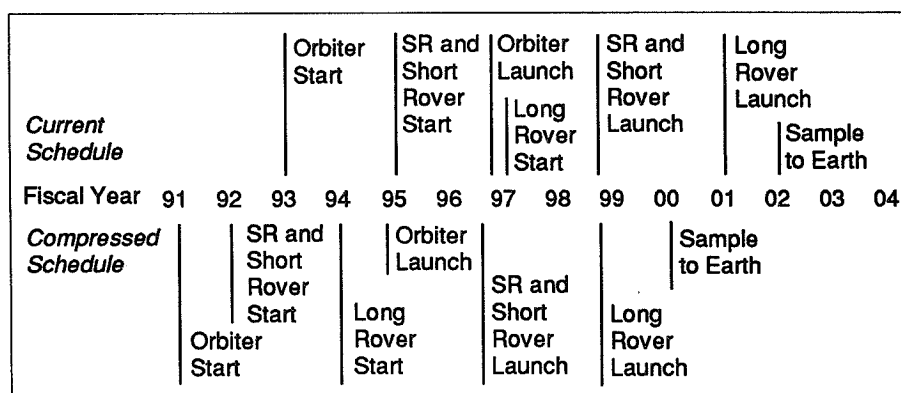 Orbiter
Start
SR and
Short
Rover
Start
Orbiter
Launch
Long
Rover
Start
SR and
Short
Rover
Launch
Long
Rover
Launch
Sample
to Earth
Current
Schedule
Fiscal Year 91 92 93 94 95 96 97 98 99 00 01 02 03 04
Compressed
Schedule
Orbiter
Start
SR and
Short
Rover
Start
Long
Rover
Start
Orbiter
Launch
SR and
Short
Rover
Launch
Long
Rover
Launch
Sample
to Earth